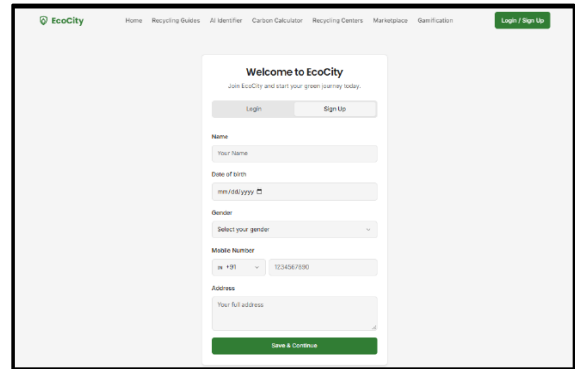 EcoCity
Home Recycling Guides AI Identifier Carbon Calculator Recycling Centers Marketplace Gamification
Login / Sign Up
Welcome to EcoCity
Join EcoCity and start your green journey today.
Login Sign Up
Name
Your Name
Date of birth
mm/dd/yyyy
Gender
Select your gender
Mobile Number
+91 1234567890
Address
Your full address
Save & Continue